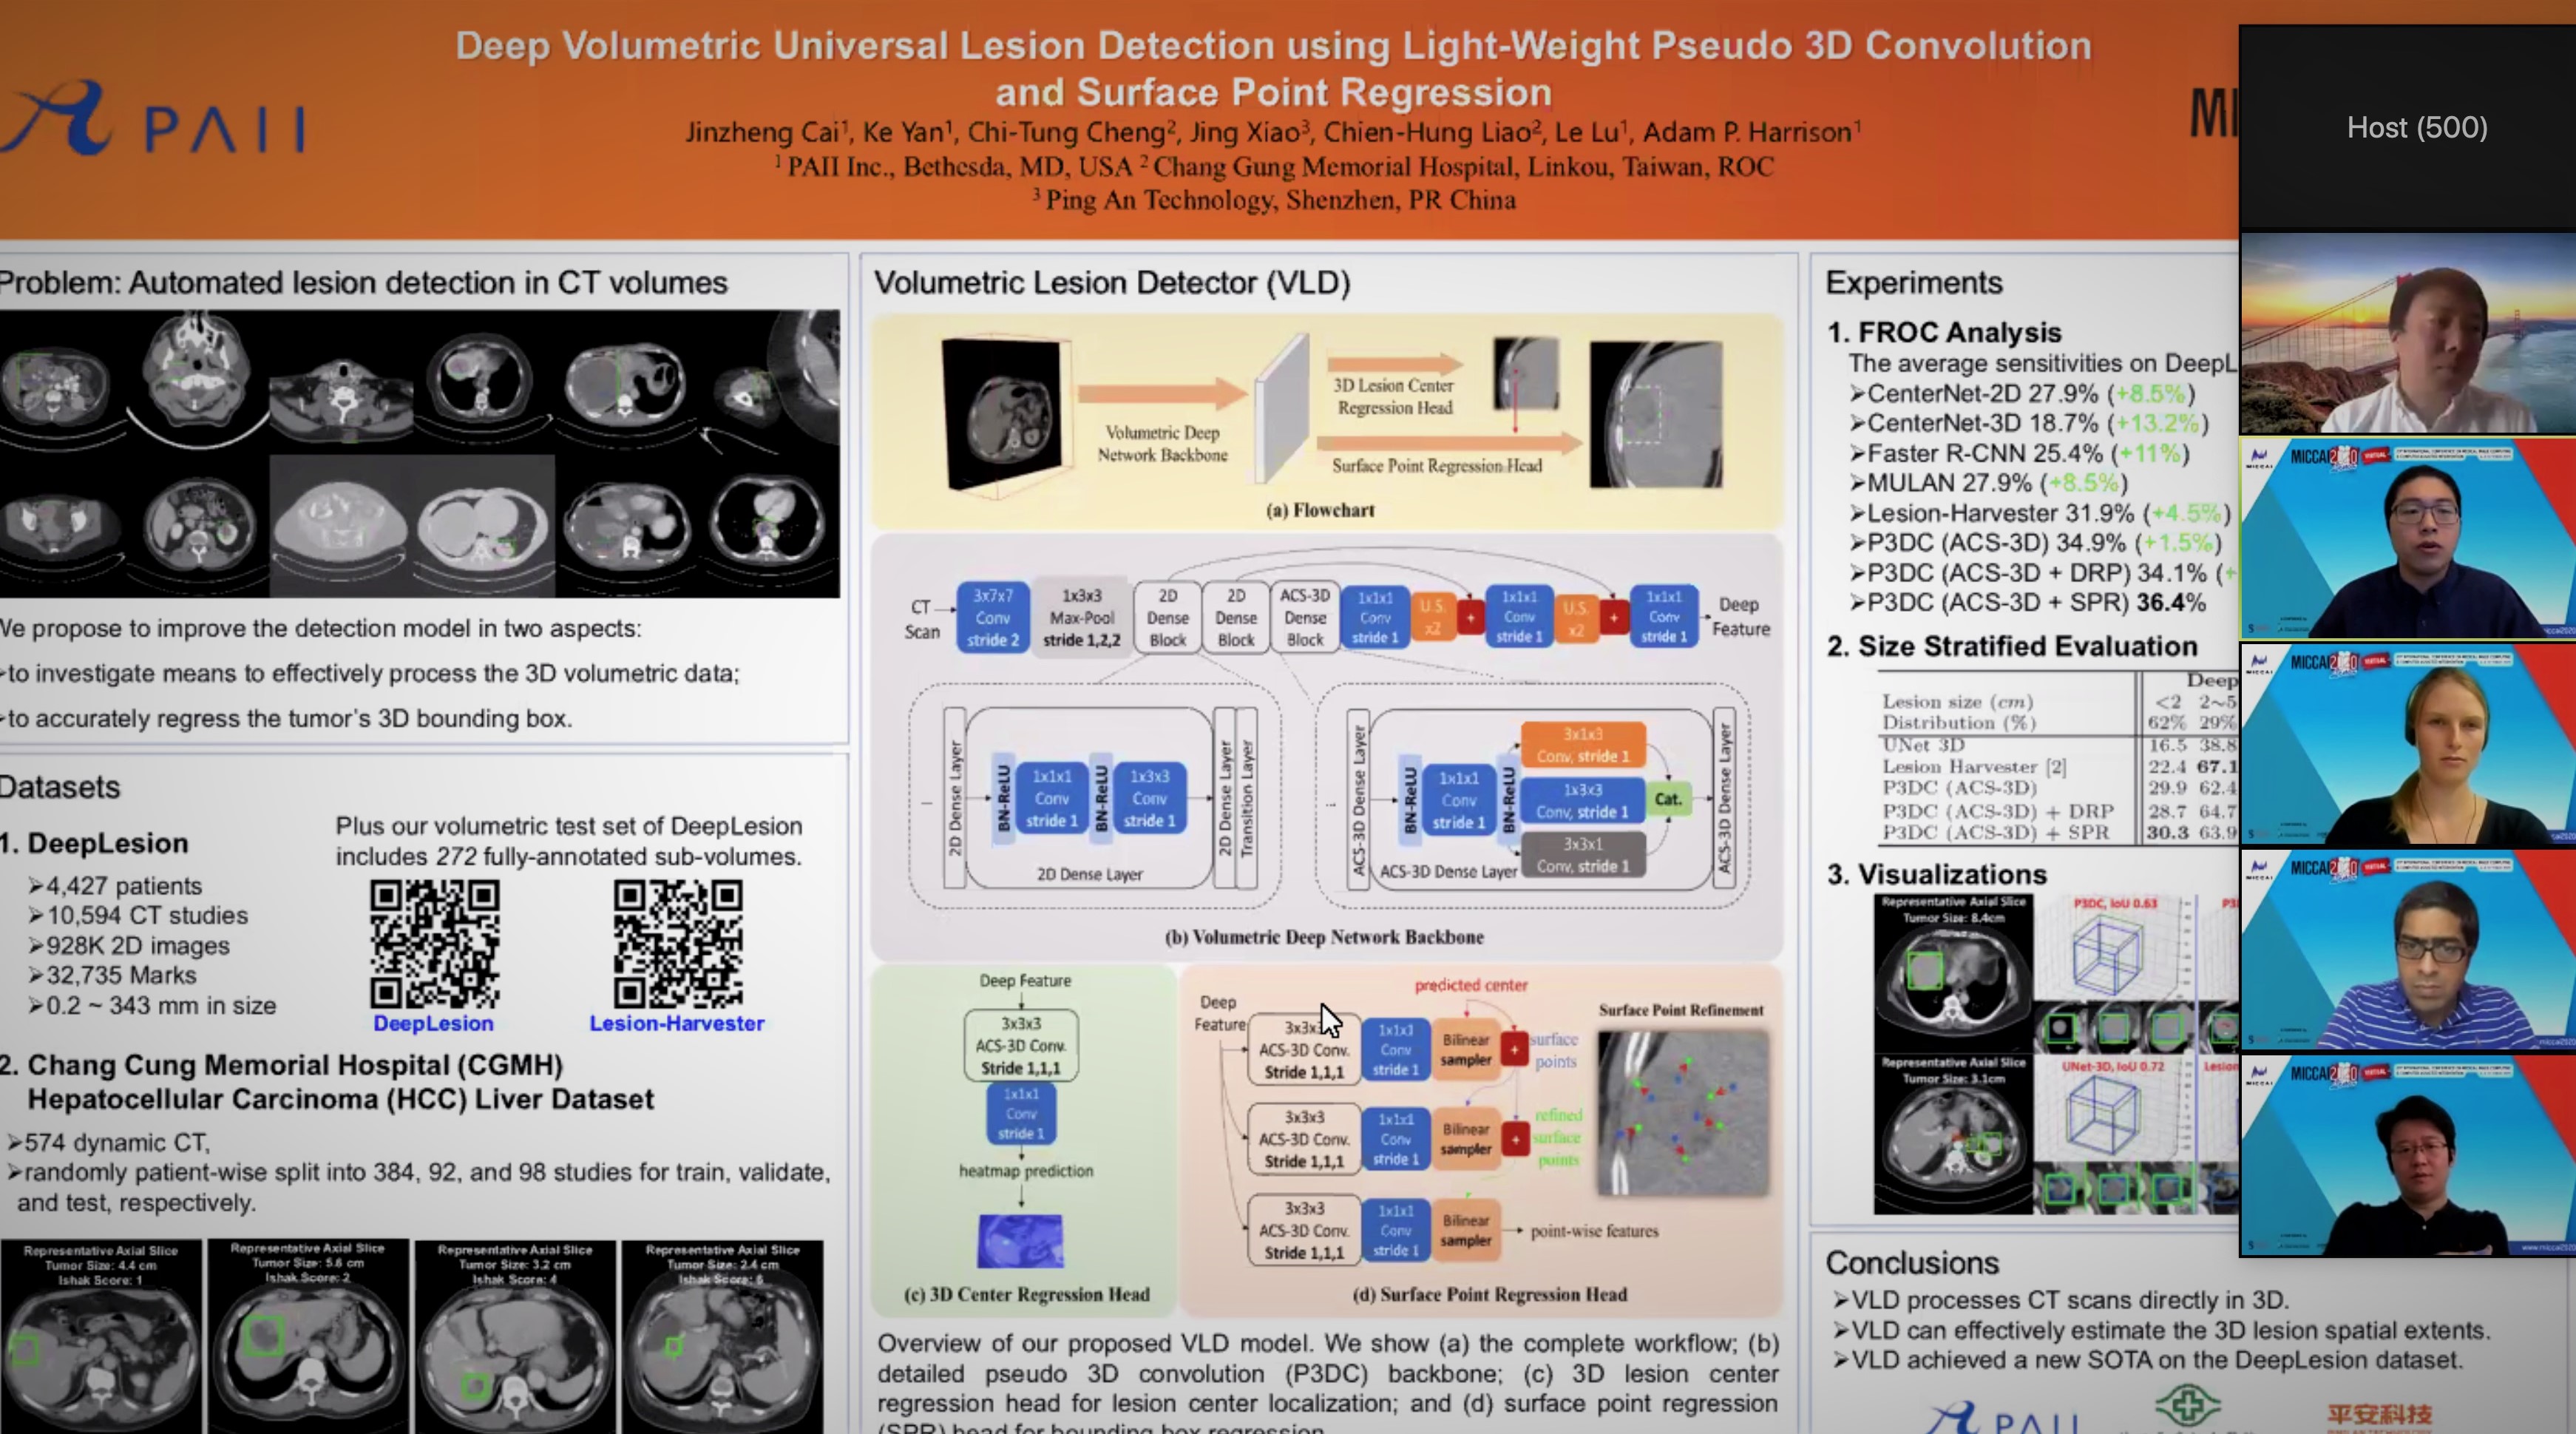 Deep Volumetric Universal Lesion Detection using Light-Weight Pseudo 3D Convolution
and Surface Point Regression
Jinzheng Cai¹, Ke Yan¹, Chi-Tung Cheng², Jing Xiao³, Chien-Hung Liao², Le Lu¹, Adam P. Harrison¹
¹ PAII Inc., Bethesda, MD, USA ² Chang Gung Memorial Hospital, Linkou, Taiwan, ROC
³ Ping An Technology, Shenzhen, PR China
PAII
MI
Problem: Automated lesion detection in CT volumes
We propose to improve the detection model in two aspects:
➢to investigate means to effectively process the 3D volumetric data;
➢to accurately regress the tumor's 3D bounding box.
Datasets
1. DeepLesion
➢4,427 patients
➢10,594 CT studies
➢928K 2D images
➢32,735 Marks
➢0.2 ~ 343 mm in size
Plus our volumetric test set of DeepLesion
includes 272 fully-annotated sub-volumes.
DeepLesion
Lesion-Harvester
2. Chang Cung Memorial Hospital (CGMH)
Hepatocellular Carcinoma (HCC) Liver Dataset
➢574 dynamic CT,
➢randomly patient-wise split into 384, 92, and 98 studies for train, validate,
and test, respectively.
Representative Axial Slice
Tumor Size: 4.4 cm
Ishak Score: 1
Representative Axial Slice
Tumor Size: 5.6 cm
Ishak Score: 2
Representative Axial Slice
Tumor Size: 3.2 cm
Ishak Score: 4
Representative Axial Slice
Tumor Size: 2.4 cm
Ishak Score: 6
Volumetric Lesion Detector (VLD)
Volumetric Deep
Network Backbone
3D Lesion Center
Regression Head
Surface Point Regression Head
(a) Flowchart
CT
Scan
3x7x7
Conv
stride 2
1x3x3
Max-Pool
stride 1,2,2
2D
Dense
Block
2D
Dense
Block
ACS-3D
Dense
Block
1x1x1
Conv
stride 1
U.S.
x2
+
1x1x1
Conv
stride 1
U.S.
x2
+
1x1x1
Conv
stride 1
Deep
Feature
2D Dense Layer
BN-ReLU
1x1x1
Conv
stride 1
BN-ReLU
1x3x3
Conv
stride 1
2D Dense Layer
Transition Layer
2D Dense Layer
ACS-3D Dense Layer
BN-ReLU
1x1x1
Conv
stride 1
BN-ReLU
3x1x3
Conv, stride 1
1x3x3
Conv, stride 1
3x3x1
Conv, stride 1
Cat.
ACS-3D Dense Layer
ACS-3D Dense Layer
(b) Volumetric Deep Network Backbone
Deep Feature
3x3x3
ACS-3D Conv.
Stride 1,1,1
1x1x1
Conv
stride 1
heatmap prediction
(c) 3D Center Regression Head
predicted center
Deep
Feature
3x3x
ACS-3D Conv.
Stride 1,1,1
1x1x1
Conv
stride 1
Bilinear
sampler
+
surface
points
3x3x3
ACS-3D Conv.
Stride 1,1,1
1x1x1
Conv
stride 1
Bilinear
sampler
+
refined
surface
points
3x3x3
ACS-3D Conv.
Stride 1,1,1
1x1x1
Conv
stride 1
Bilinear
sampler
point-wise features
Surface Point Refinement
(d) Surface Point Regression Head
Overview of our proposed VLD model. We show (a) the complete workflow; (b)
detailed pseudo 3D convolution (P3DC) backbone; (c) 3D lesion center
regression head for lesion center localization; and (d) surface point regression
(SPR) head for bounding box regression
Experiments
1. FROC Analysis
The average sensitivities on DeepL
➢CenterNet-2D 27.9% (+8.5%)
➢CenterNet-3D 18.7% (+13.2%)
➢Faster R-CNN 25.4% (+11%)
➢MULAN 27.9% (+8.5%)
➢Lesion-Harvester 31.9% (+4.5%)
➢P3DC (ACS-3D) 34.9% (+1.5%)
➢P3DC (ACS-3D + DRP) 34.1% (+
➢P3DC (ACS-3D + SPR) 36.4%
2. Size Stratified Evaluation
Deep
Lesion size (cm) <2 2~5
Distribution (%) 62% 29%
UNet 3D 16.5 38.8
Lesion Harvester [2] 22.4 67.1
P3DC (ACS-3D) 29.9 62.4
P3DC (ACS-3D) + DRP 28.7 64.7
P3DC (ACS-3D) + SPR 30.3 63.9
3. Visualizations
Representative Axial Slice
Tumor Size: 8.4cm
P3DC, IoU 0.63
P3
Representative Axial Slice
Tumor Size: 3.1cm
UNet-3D, IoU 0.72
Lesion
Conclusions
➢VLD processes CT scans directly in 3D.
➢VLD can effectively estimate the 3D lesion spatial extents.
➢VLD achieved a new SOTA on the DeepLesion dataset.
PAII
平安科技
Host (500)
MICCAI 2020
MICCAI 2020
MICCAI 2020
MICCAI 2020